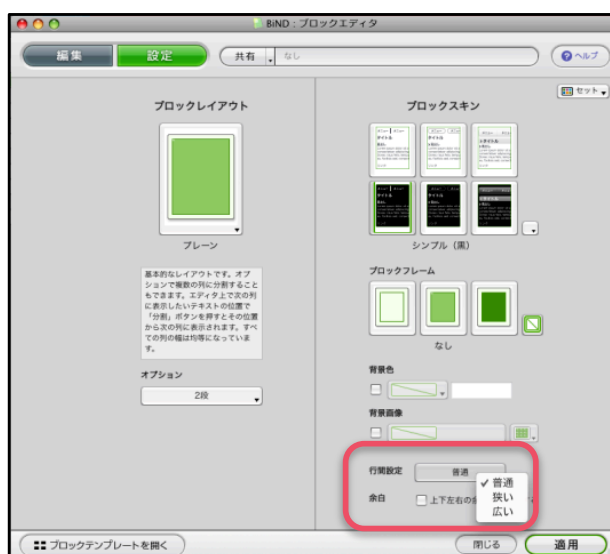 BiND：ブロックエディタ
編集
設定
共有
なし
ヘルプ
セット
ブロックレイアウト
プレーン
基本的なレイアウトです。オプ
ションで複数の列に分割すること
もできます。エディタ上で次の列
に表示したいテキストの位置で
「分割」ボタンを押すとその位置
から次の列に表示されます。すべ
ての列の幅は均等になっていま
す。
オプション
2段
ブロックスキン
シンプル（黒）
ブロックフレーム
なし
背景色
背景画像
行間設定
普通
✓ 普通
狭い
広い
余白
上下左右の
ブロックテンプレートを開く
閉じる
適用